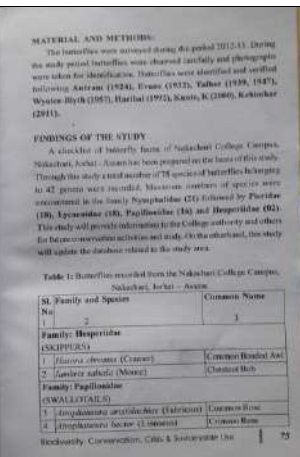 MATERIAL AND METHODS:
The butterflies were surveyed during the period 2012-13. During
the study period butterflies were observed carefully and photographs
were taken for identification. Butterflies were identified and verified
following Antram (1924), Evans (1932), Talbot (1939, 1947),
Wynter-Blyth (1957), Haribal (1992), Kunte, K (2000), Kehimkar
(2011).
FINDINGS OF THE STUDY
A checklist of butterfly fauna of Nakachari College Campus,
Nakachari, Jorhat - Assam has been prepared on the basis of this study.
Through this study a total number of 75 species of butterflies belonging
to 42 genera were recorded. Maximum numbers of species were
encountered in the family Nymphalidae (21) followed by Pieridae
(18), Lycaenidae (18), Papilionidae (16) and Hesperiidae (02).
This study will provide information to the College authority and others
for future conservation activities and study. On the otherhand, this study
will update the database related to the study area.
Table 1: Butterflies recorded from the Nakachari College Campus,
Nakachari, Jorhat – Assam
Sl. No Family and Species Common Name
1 2 3
Family: Hesperiidae
(SKIPPERS)
1 Hasora chromus (Cramer) Common Banded Awl
2 Iambrix salsala (Moore) Chestnut Bob
Family: Papilionidae
(SWALLOTAILS)
3 Atrophaneura aristolochiae (Fabricius) Common Rose
4 Atrophaneura hector (Linnaeus) Crimson Rose
Biodiversity: Conservation, Crisis & Sustainable Use 75